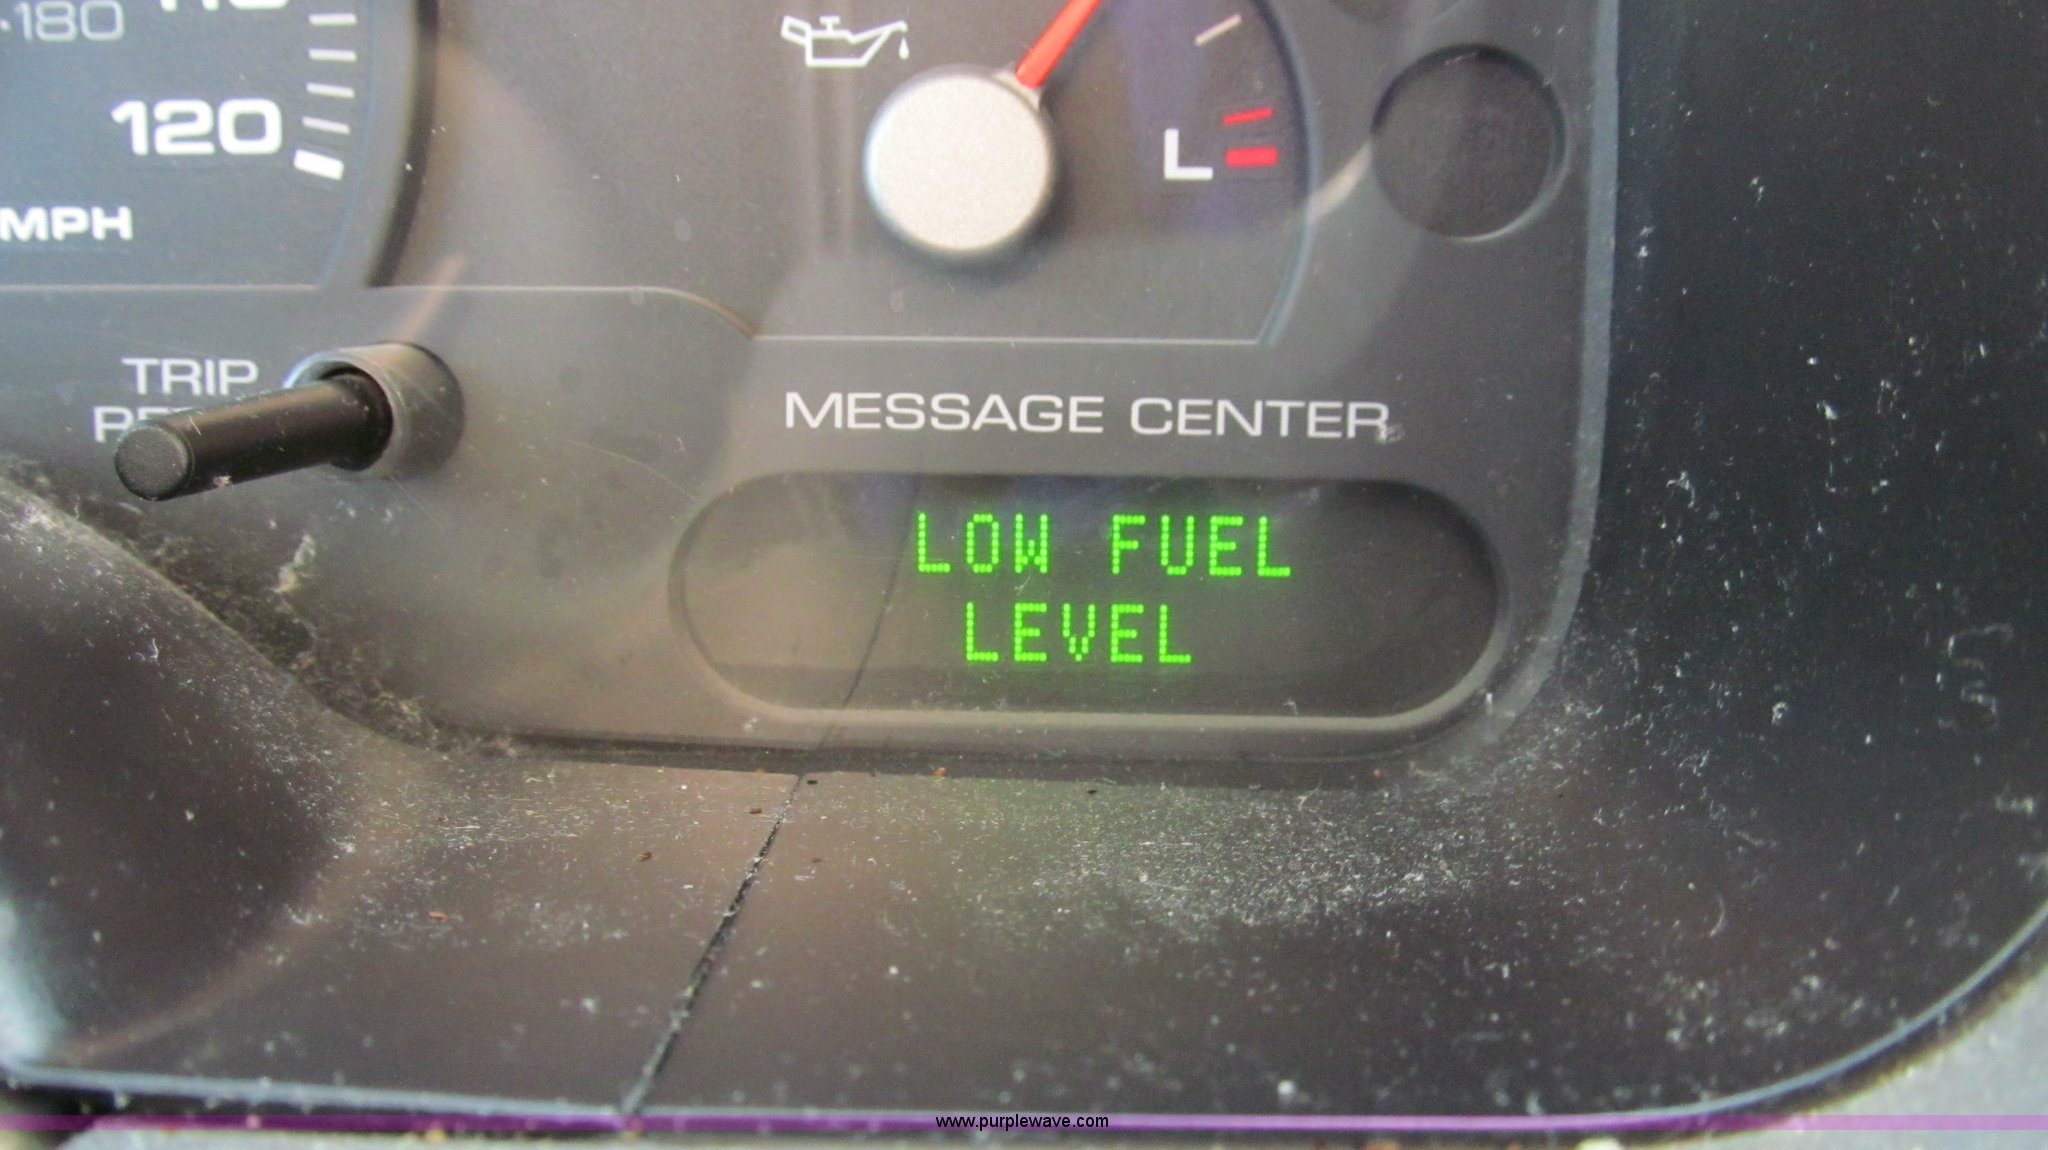 180
120
MPH
L
TRIP
MESSAGE CENTER
LOW FUEL
LEVEL
www.purplewave.com